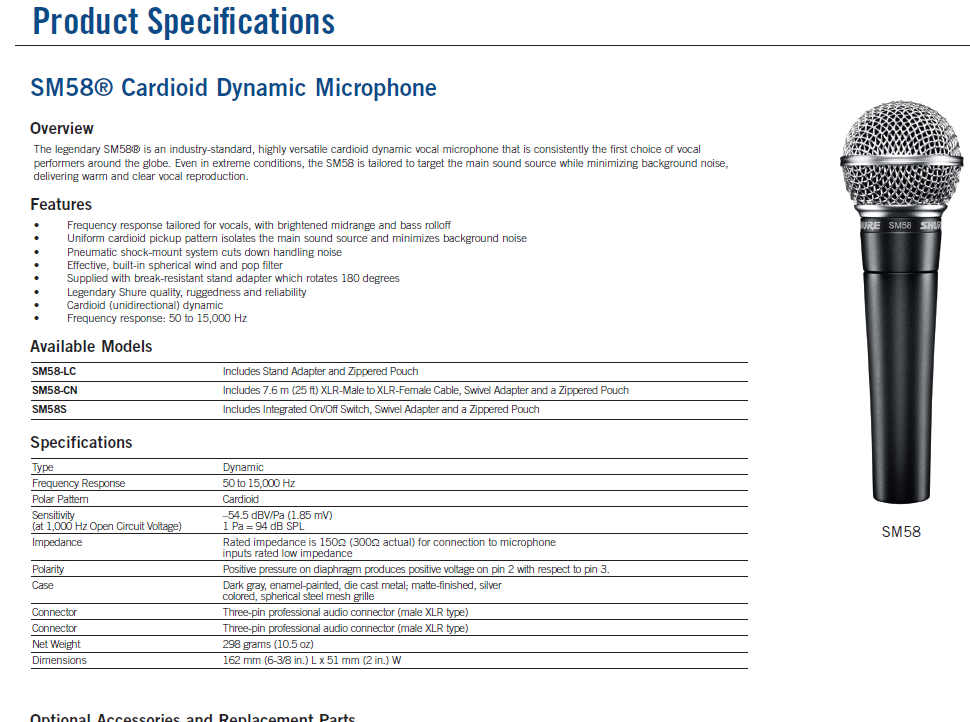 Product Specifications
SM58® Cardioid Dynamic Microphone
Overview
The legendary SM58® is an industry-standard, highly versatile cardioid dynamic vocal microphone that is consistently the first choice of vocal
performers around the globe. Even in extreme conditions, the SM58 is tailored to target the main sound source while minimizing background noise,
delivering warm and clear vocal reproduction.
Features
• Frequency response tailored for vocals, with brightened midrange and bass rolloff
• Uniform cardioid pickup pattern isolates the main sound source and minimizes background noise
• Pneumatic shock-mount system cuts down handling noise
• Effective, built-in spherical wind and pop filter
• Supplied with break-resistant stand adapter which rotates 180 degrees
• Legendary Shure quality, ruggedness and reliability
• Cardioid (unidirectional) dynamic
• Frequency response: 50 to 15,000 Hz
Available Models
SM58-LC Includes Stand Adapter and Zippered Pouch
SM58-CN Includes 7.6 m (25 ft) XLR-Male to XLR-Female Cable, Swivel Adapter and a Zippered Pouch
SM58S Includes Integrated On/Off Switch, Swivel Adapter and a Zippered Pouch
Specifications
Type Dynamic
Frequency Response 50 to 15,000 Hz
Polar Pattern Cardioid
Sensitivity –54.5 dBV/Pa (1.85 mV)
(at 1,000 Hz Open Circuit Voltage) 1 Pa = 94 dB SPL
Impedance Rated impedance is 150Ω (300Ω actual) for connection to microphone
inputs rated low impedance
Polarity Positive pressure on diaphragm produces positive voltage on pin 2 with respect to pin 3.
Case Dark gray, enamel-painted, die cast metal; matte-finished, silver
colored, spherical steel mesh grille
Connector Three-pin professional audio connector (male XLR type)
Connector Three-pin professional audio connector (male XLR type)
Net Weight 298 grams (10.5 oz)
Dimensions 162 mm (6-3/8 in.) L x 51 mm (2 in.) W
Optional Accessories and Replacement Parts
SHURE SM58 SHUR
SM58